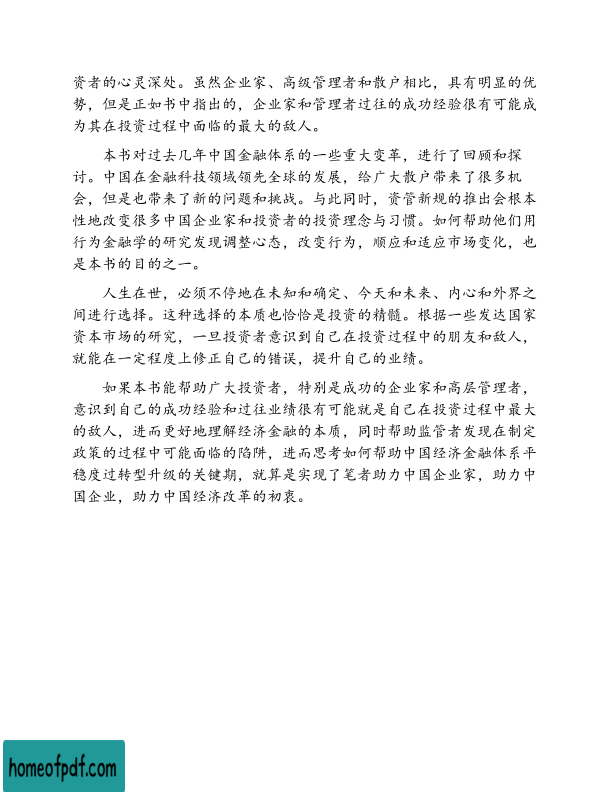 资者的心灵深处。虽然企业家、高级管理者和散户相比，具有明显的优
势，但是正如书中指出的，企业家和管理者过往的成功经验很有可能成
为其在投资过程中面临的最大的敌人。
本书对过去几年中国金融体系的一些重大变革，进行了回顾和探
讨。中国在金融科技领域领先全球的发展，给广大散户带来了很多机
会，但是也带来了新的问题和挑战。与此同时，资管新规的推出会根本
性地改变很多中国企业家和投资者的投资理念与习惯。如何帮助他们用
行为金融学的研究发现调整心态，改变行为，顺应和适应市场变化，也
是本书的目的之一。
人生在世，必须不停地在未知和确定、今天和未来、内心和外界之
间进行选择。这种选择的本质也恰恰是投资的精髓。根据一些发达国家
资本市场的研究，一旦投资者意识到自己在投资过程中的朋友和敌人，
就能在一定程度上修正自己的错误，提升自己的业绩。
如果本书能帮助广大投资者，特别是成功的企业家和高层管理者，
意识到自己的成功经验和过往业绩很有可能就是自己在投资过程中最大
的敌人，进而更好地理解经济金融的本质，同时帮助监管者发现在制定
政策的过程中可能面临的陷阱，进而思考如何帮助中国经济金融体系平
稳度过转型升级的关键期，就算是实现了笔者助力中国企业家，助力中
国企业，助力中国经济改革的初衷。
homeofpdf.com